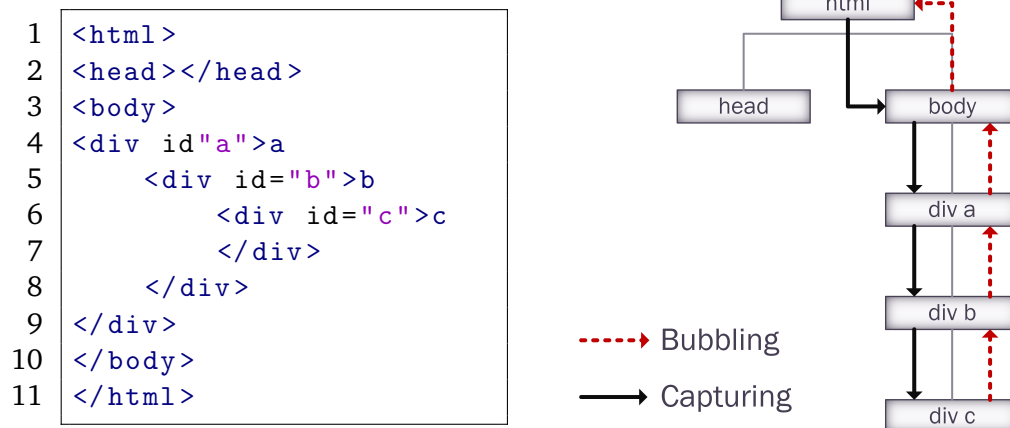 1 <html>
2 <head></head>
3 <body>
4 <div id"a">a
5 <div id="b">b
6 <div id="c">c
7 </div>
8 </div>
9 </div>
10 </body>
11 </html>
html
head
body
div a
div b
div c
Bubbling
Capturing